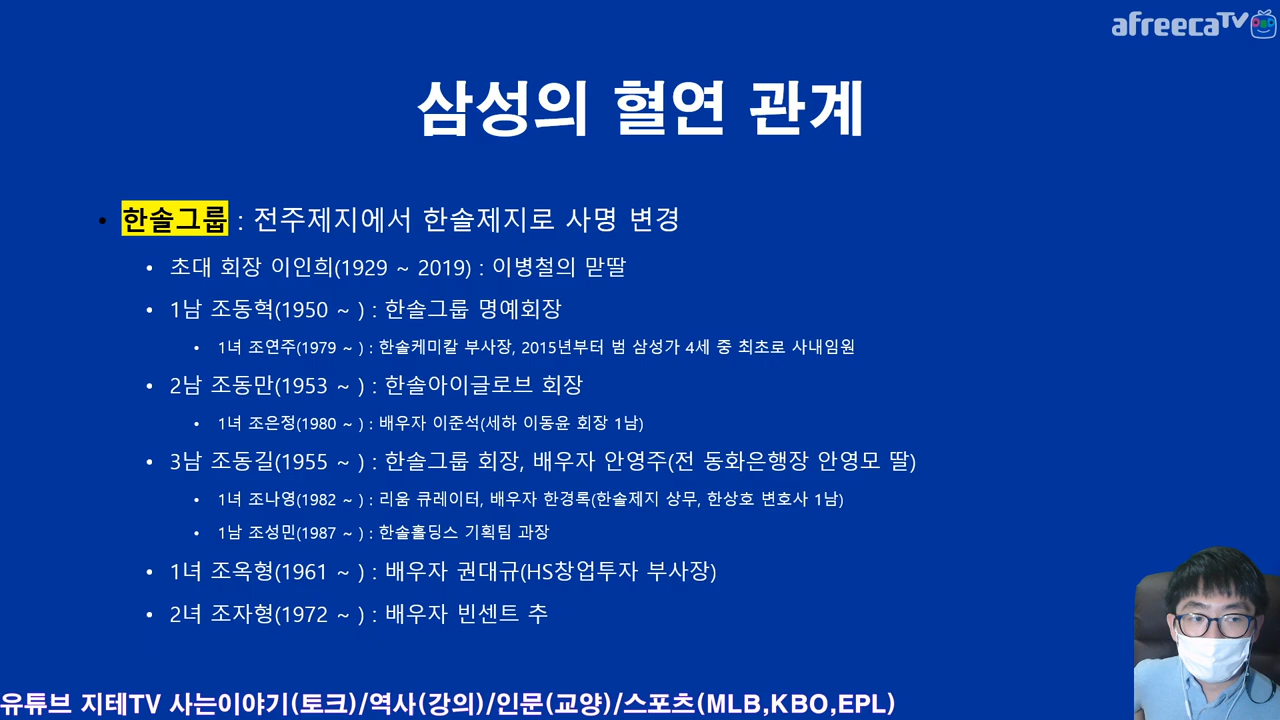 afreecaTV
삼성의 혈연 관계
• 한솔그룹 : 전주제지에서 한솔제지로 사명 변경
• 초대 회장 이인희(1929 ~ 2019) : 이병철의 맏딸
• 1남 조동혁(1950 ~ ) : 한솔그룹 명예회장
• 1녀 조연주(1979 ~ ) : 한솔케미칼 부사장, 2015년부터 범 삼성가 4세 중 최초로 사내임원
• 2남 조동만(1953 ~ ) : 한솔아이글로브 회장
• 1녀 조은정(1980 ~ ) : 배우자 이준석(세하 이동윤 회장 1남)
• 3남 조동길(1955 ~ ) : 한솔그룹 회장, 배우자 안영주(전 동화은행장 안영모 딸)
• 1녀 조나영(1982 ~ ) : 리움 큐레이터, 배우자 한경록(한솔제지 상무, 한상호 변호사 1남)
• 1남 조성민(1987 ~ ) : 한솔홀딩스 기획팀 과장
• 1녀 조옥형(1961 ~ ) : 배우자 권대규(HS창업투자 부사장)
• 2녀 조자형(1972 ~ ) : 배우자 빈센트 추
유튜브 지테TV 사는이야기(토크)/역사(강의)/인문(교양)/스포츠(MLB,KBO,EPL)